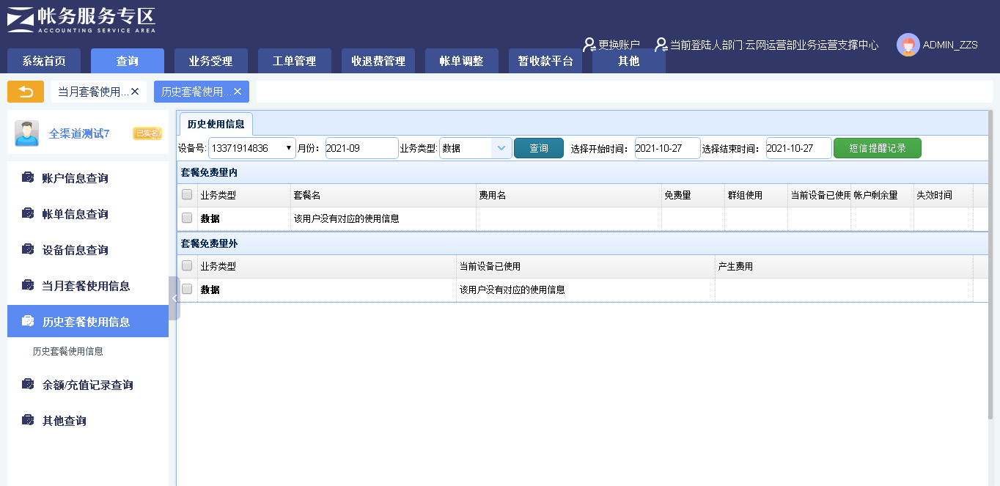 帐务服务专区
ACCOUNTING SERVICE AREA
更换账户 当前登陆人部门:云网运营部业务运营支撑中心 ADMIN_ZZS
系统首页 查询 业务受理 工单管理 收退费管理 帐单调整 暂收款平台 其他
当月套餐使用...✕ 历史套餐使用...✕
全渠道测试7 已实名
账户信息查询
帐单信息查询
设备信息查询
当月套餐使用信息
历史套餐使用信息
历史套餐使用信息
余额/充值记录查询
其他查询
历史使用信息
设备号: 13371914836 月份: 2021-09 业务类型: 数据 查询 选择开始时间: 2021-10-27 选择结束时间: 2021-10-27 短信提醒记录
套餐免费量内
业务类型 套餐名 费用名 免费量 群组使用 当前设备已使用 帐户剩余量 失效时间
数据 该用户没有对应的使用信息
套餐免费量外
业务类型 当前设备已使用 产生费用
数据 该用户没有对应的使用信息